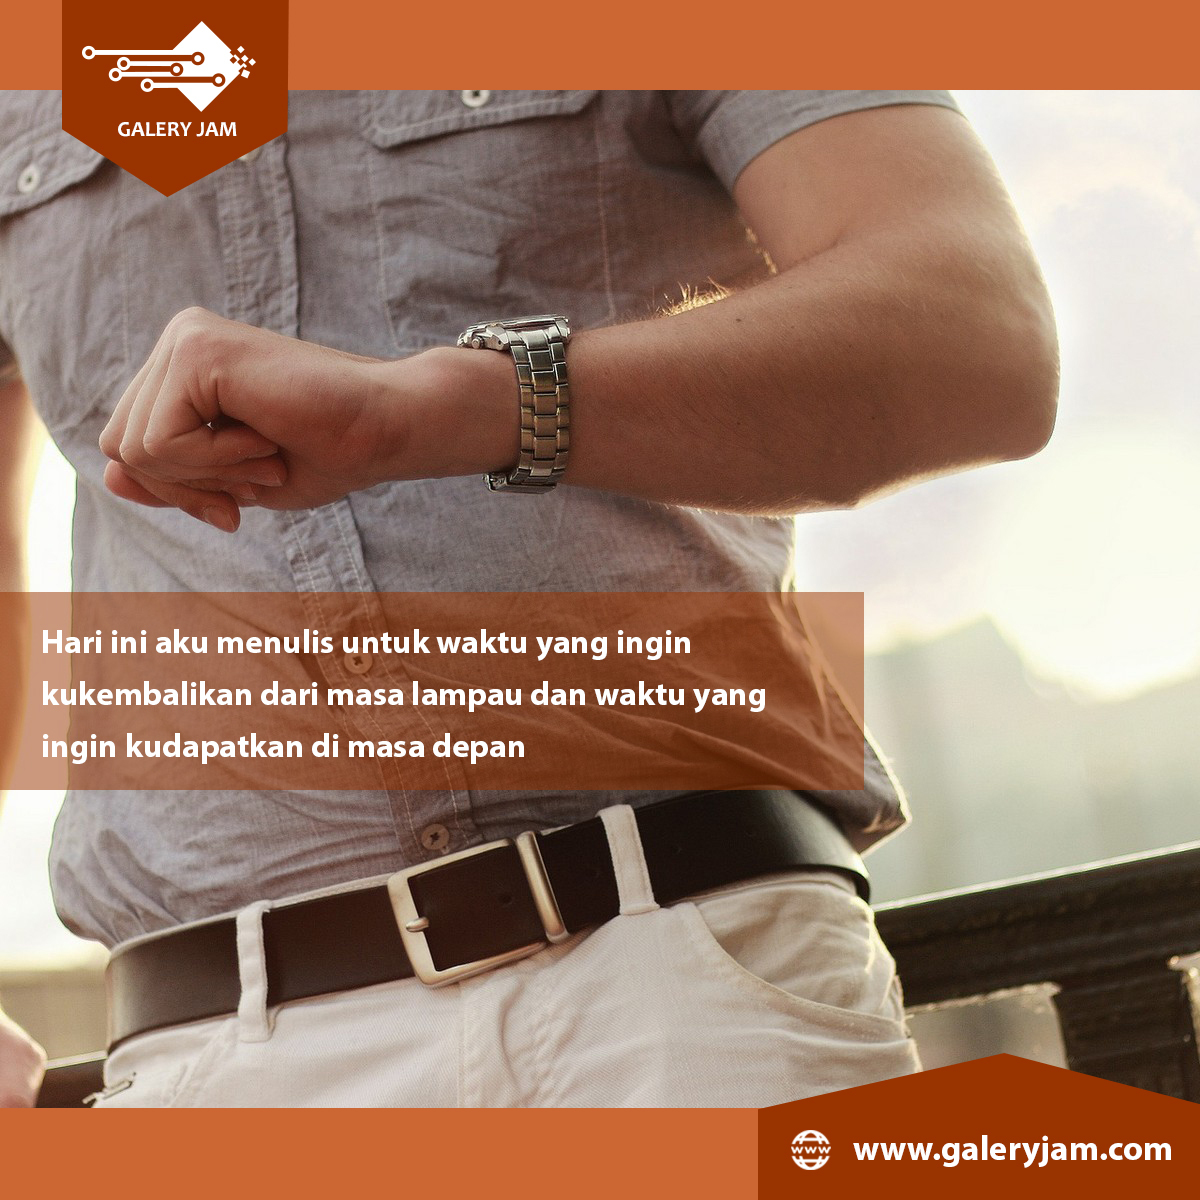 GALERY JAM
Hari ini aku menulis untuk waktu yang ingin
kukembalikan dari masa lampau dan waktu yang
ingin kudapatkan di masa depan
www
www.galeryjam.com